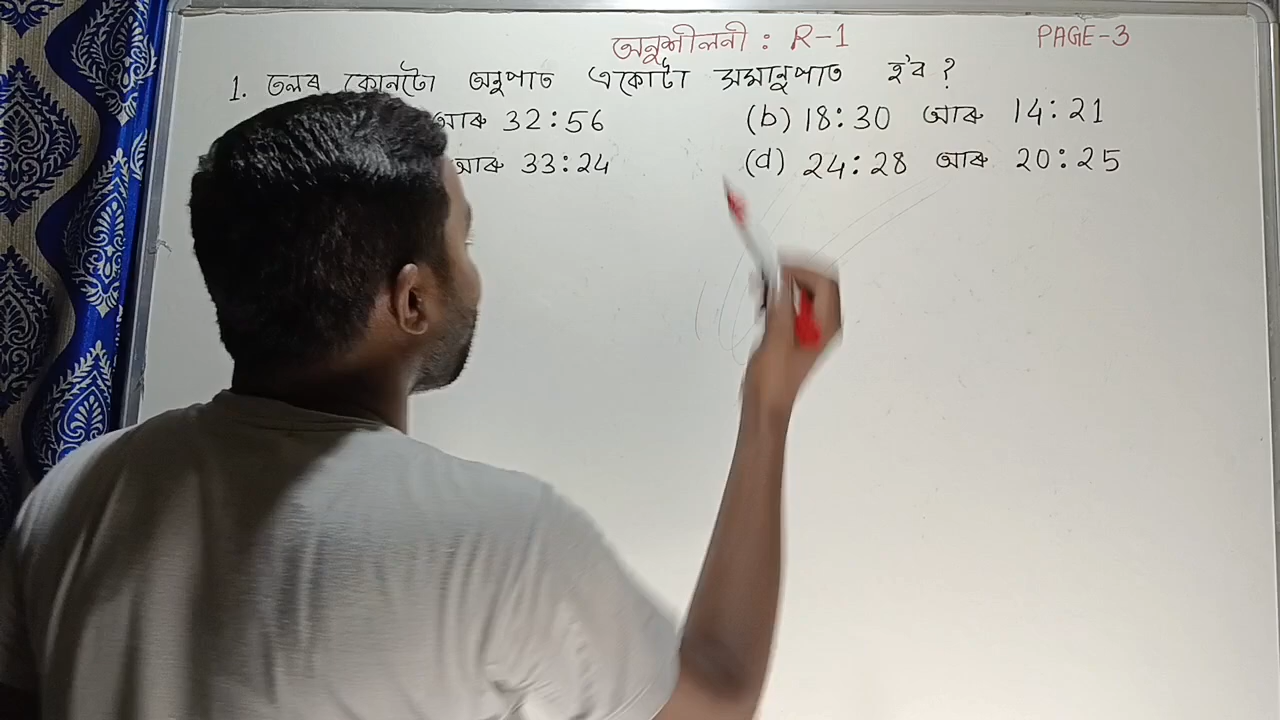 অনুশীলনী : R-1 PAGE-3
1. তলৰ কোনটো অনুপাত একোটা সমানুপাত হ'ব ?
আৰু 32:56 (b) 18:30 আৰু 14:21
আৰু 33:24 (d) 24:28 আৰু 20:25